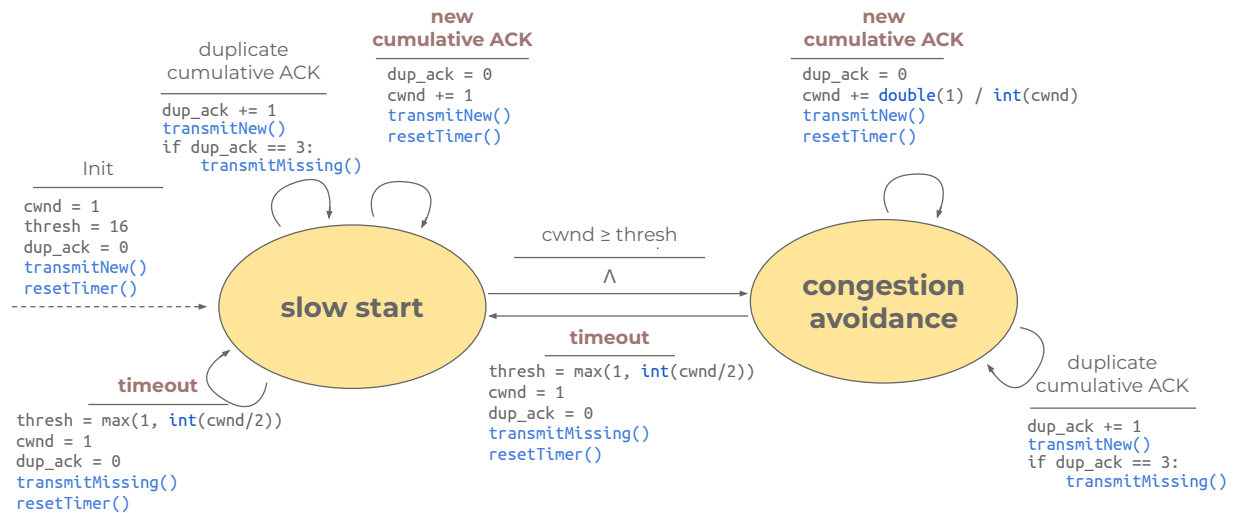 new
cumulative ACK
dup_ack = 0
cwnd += 1
transmitNew()
resetTimer()
new
cumulative ACK
dup_ack = 0
cwnd += double(1) / int(cwnd)
transmitNew()
resetTimer()
duplicate
cumulative ACK
dup_ack += 1
transmitNew()
if dup_ack == 3:
transmitMissing()
Init
cwnd = 1
thresh = 16
dup_ack = 0
transmitNew()
resetTimer()
slow start
cwnd ≥ thresh
Λ
congestion
avoidance
timeout
thresh = max(1, int(cwnd/2))
cwnd = 1
dup_ack = 0
transmitMissing()
resetTimer()
timeout
thresh = max(1, int(cwnd/2))
cwnd = 1
dup_ack = 0
transmitMissing()
resetTimer()
duplicate
cumulative ACK
dup_ack += 1
transmitNew()
if dup_ack == 3:
transmitMissing()